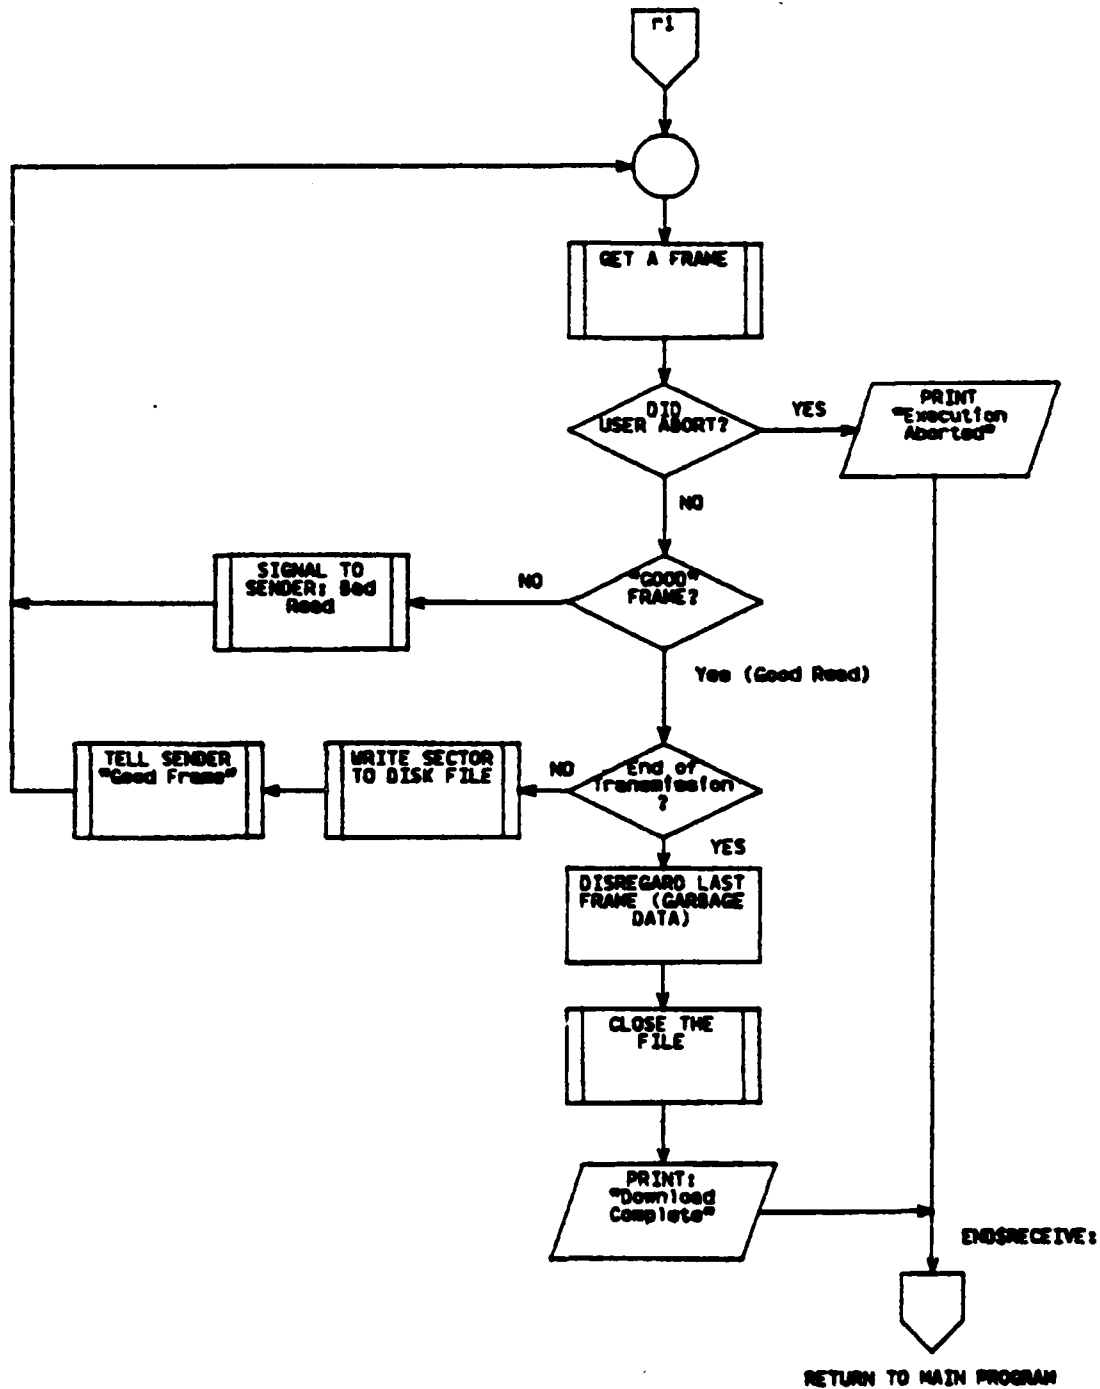 r1
GET A FRAME
DID
USER ABORT?
YES
PRINT
"Execution
Aborted"
NO
"GOOD"
FRAME?
NO
SIGNAL TO
SENDER: Bad
Read
Yes (Good Read)
End of
Transmission
?
NO
WRITE SECTOR
TO DISK FILE
TELL SENDER
"Good Frame"
YES
DISREGARD LAST
FRAME (GARBAGE
DATA)
CLOSE THE
FILE
PRINT:
"Download
Complete"
END$RECEIVE:
RETURN TO MAIN PROGRAM